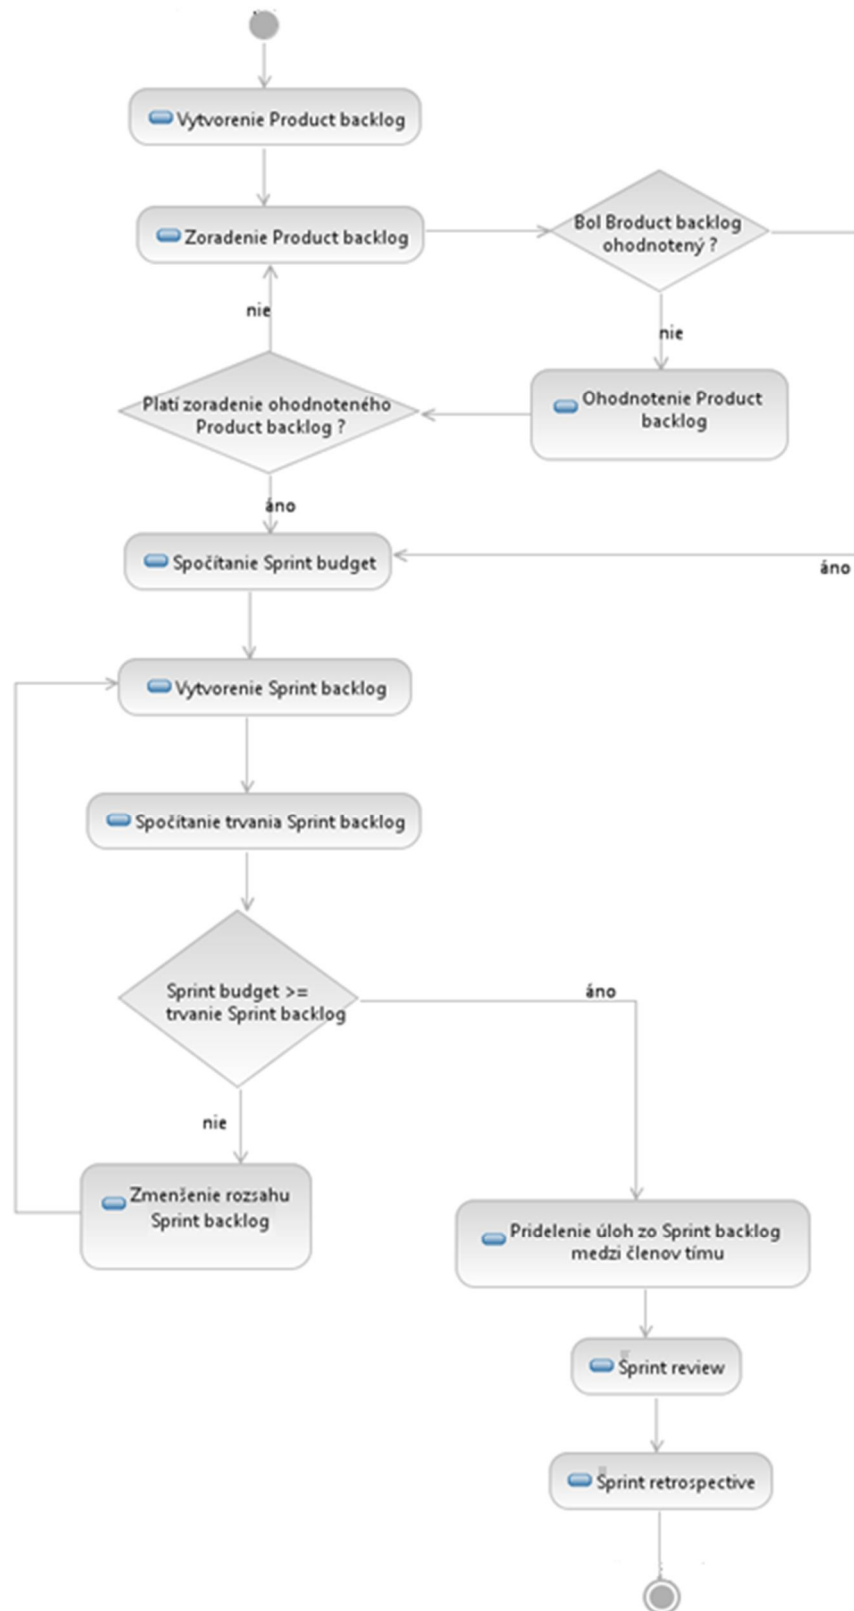 Vytvorenie Product backlog
Zoradenie Product backlog
Bol Broduct backlog
ohodnotený ?
nie
nie
Platí zoradenie ohodnoteného
Product backlog ?
Ohodnotenie Product
backlog
áno
Spočítanie Sprint budget
áno
Vytvorenie Sprint backlog
Spočítanie trvania Sprint backlog
Sprint budget >=
trvanie Sprint backlog
áno
nie
Zmenšenie rozsahu
Sprint backlog
Pridelenie úloh zo Sprint backlog
medzi členov tímu
Sprint review
Sprint retrospective